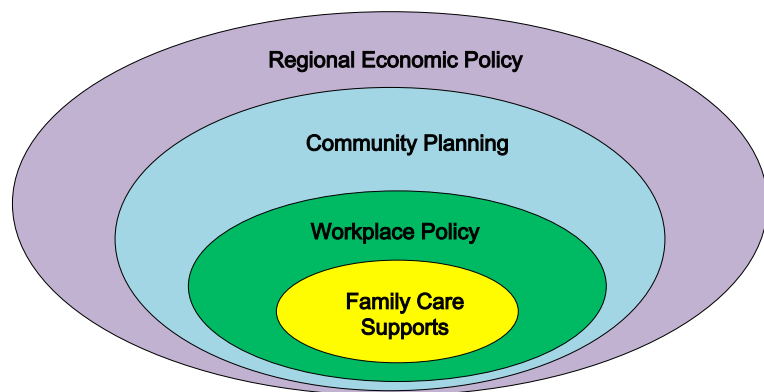 Regional Economic Policy
Community Planning
Workplace Policy
Family Care
Supports